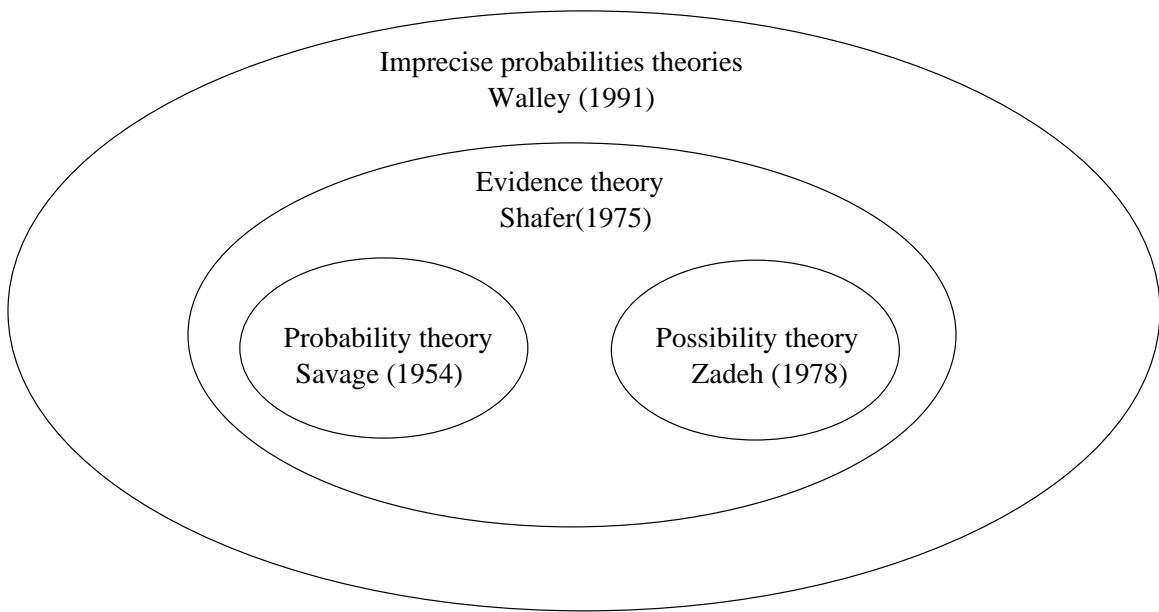 Imprecise probabilities theories
Walley (1991)
Evidence theory
Shafer(1975)
Probability theory
Savage (1954)
Possibility theory
Zadeh (1978)